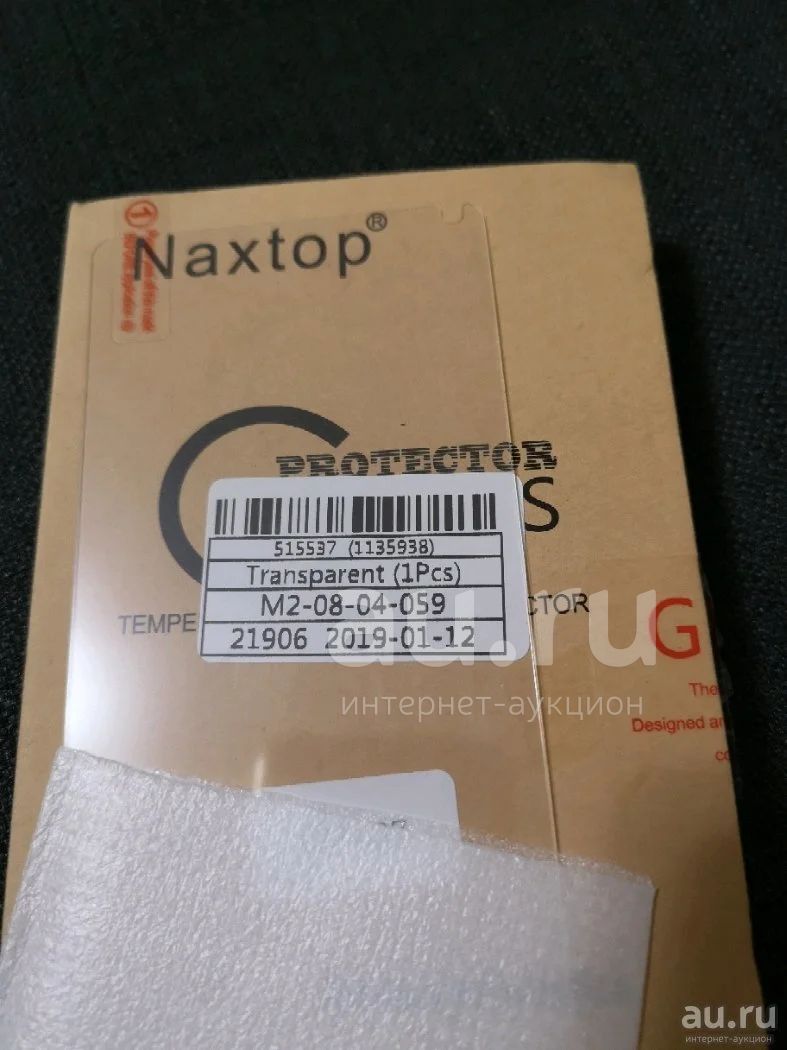 1
Naxtop®
PROTECTOR
S
515537 (1135938)
Transparent (1Pcs)
M2-08-04-059
21906 2019-01-12
TEMPE
CTOR
G
The
Designed
au.ru
интернет-аукцион
au.ru
интернет-аукцион